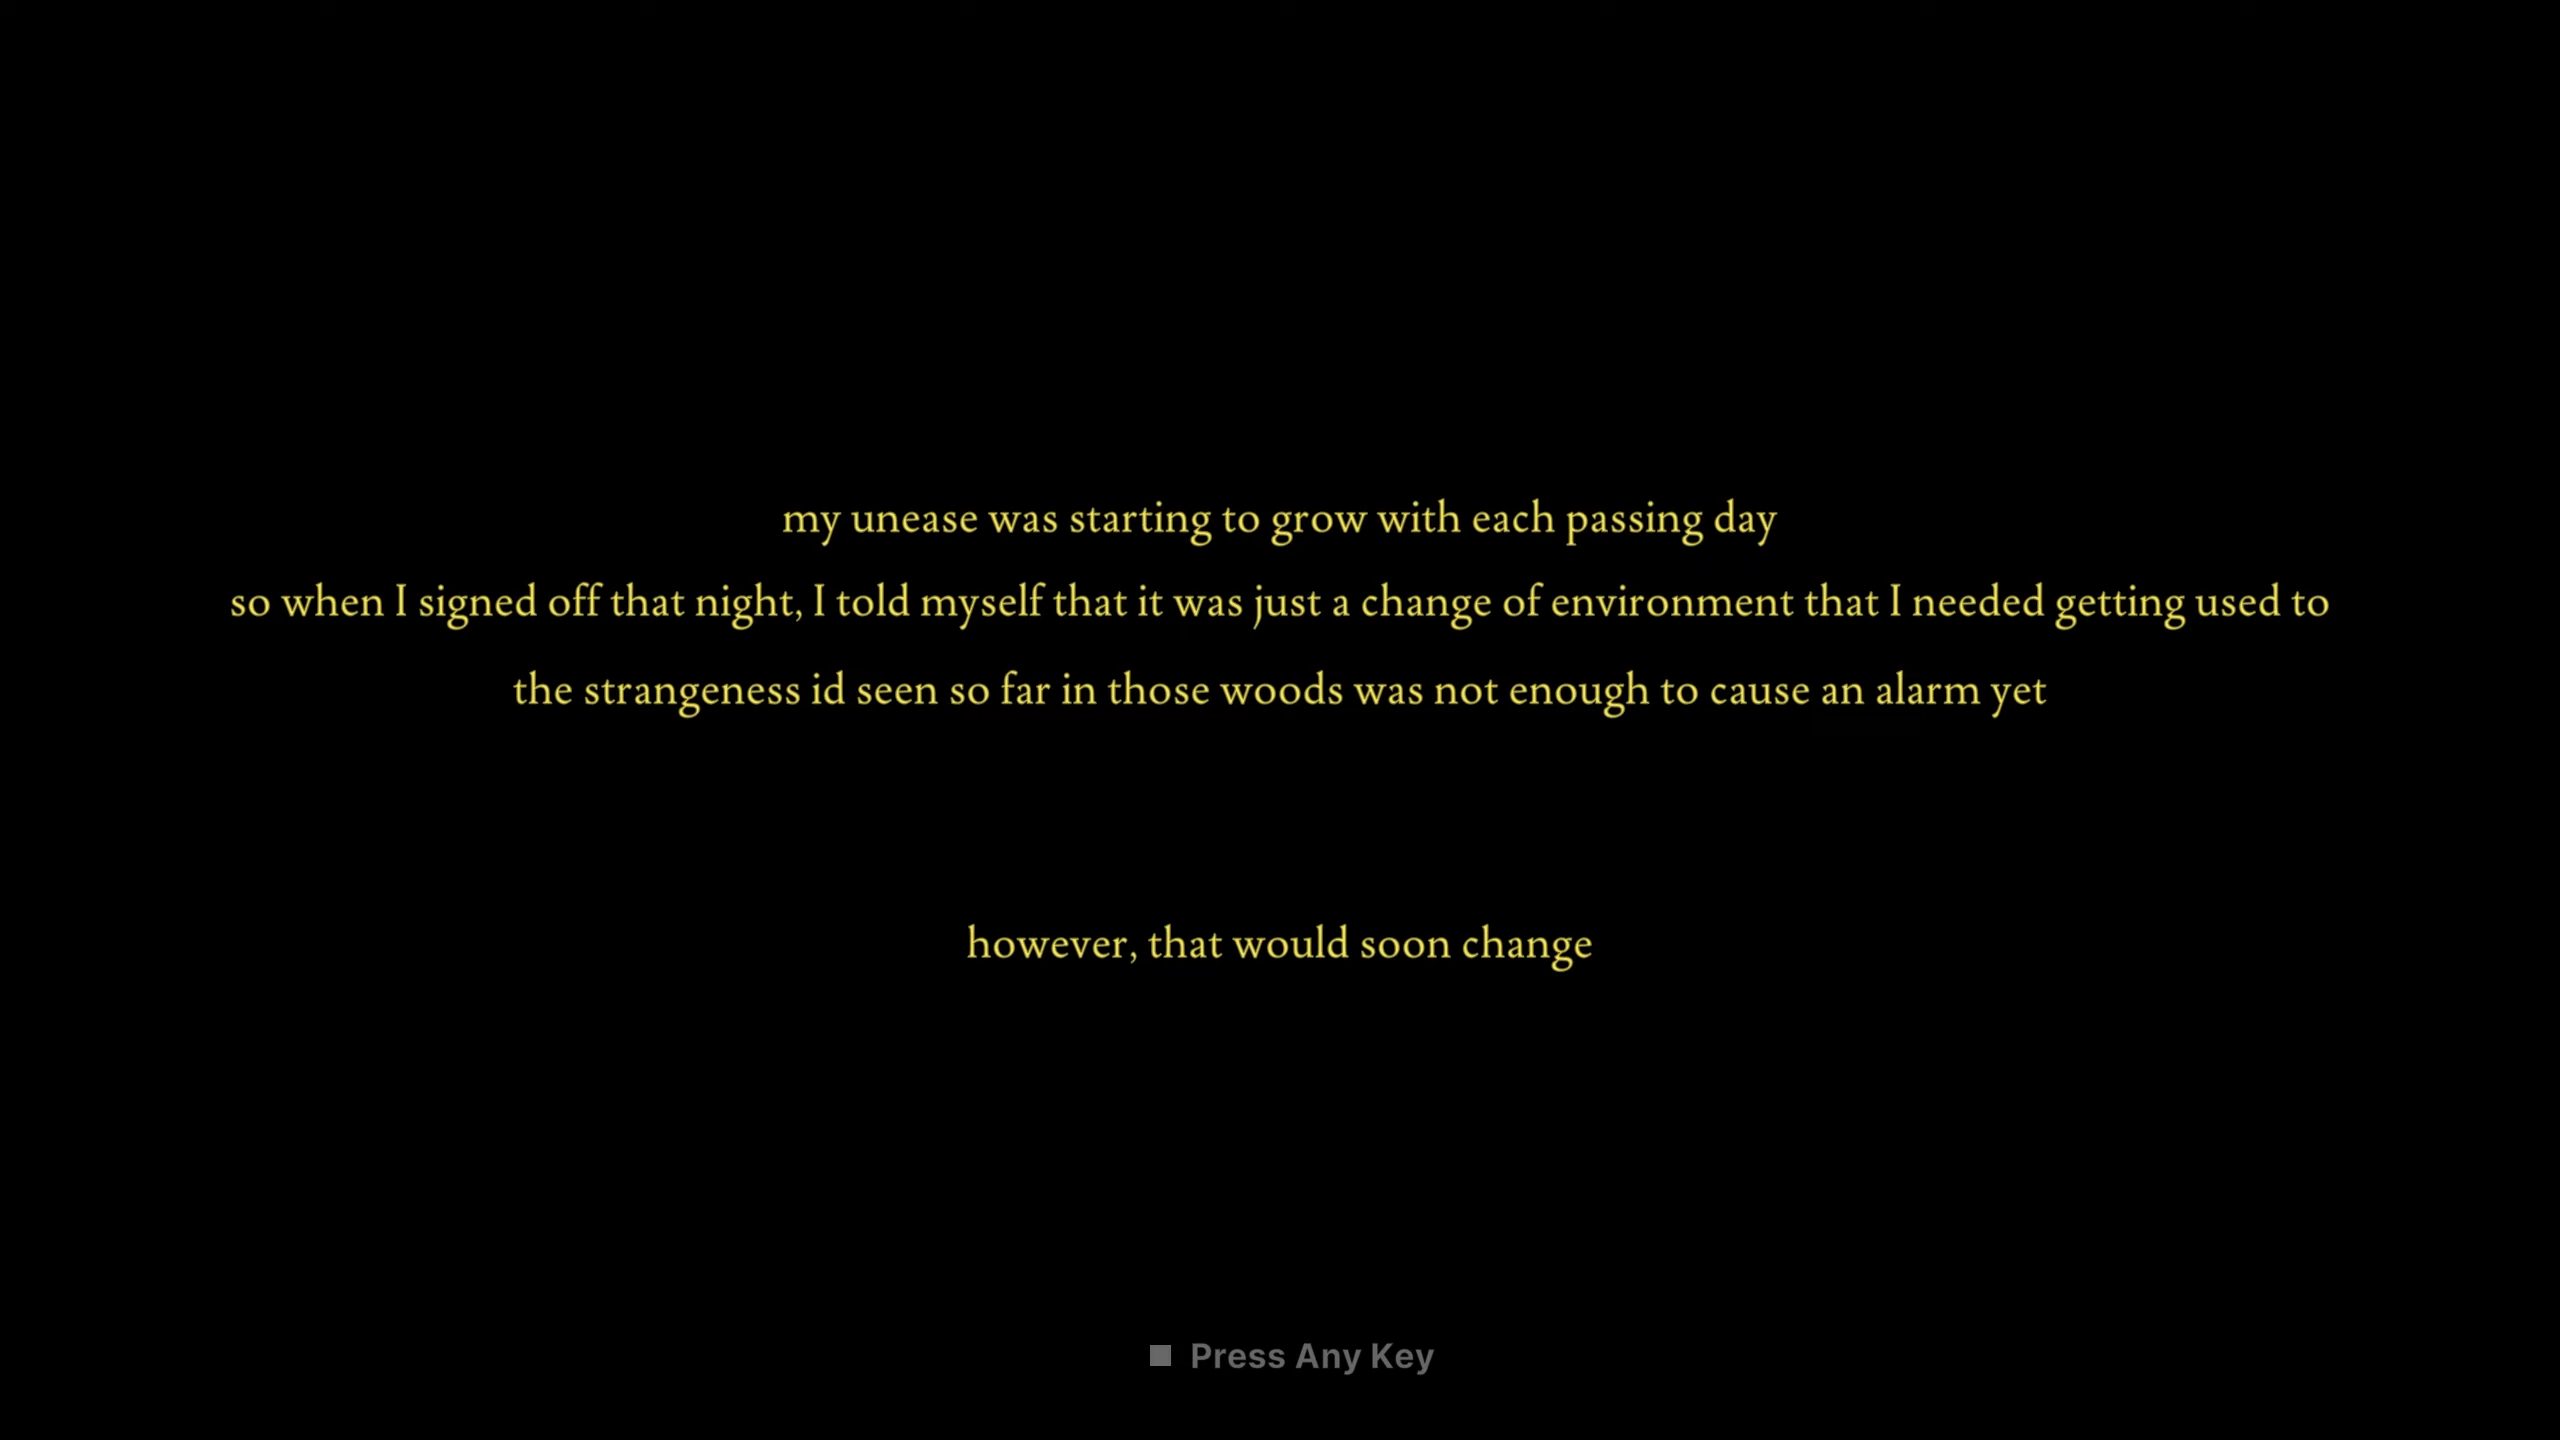 my unease was starting to grow with each passing day
so when I signed off that night, I told myself that it was just a change of environment that I needed getting used to
the strangeness id seen so far in those woods was not enough to cause an alarm yet
however, that would soon change
Press Any Key